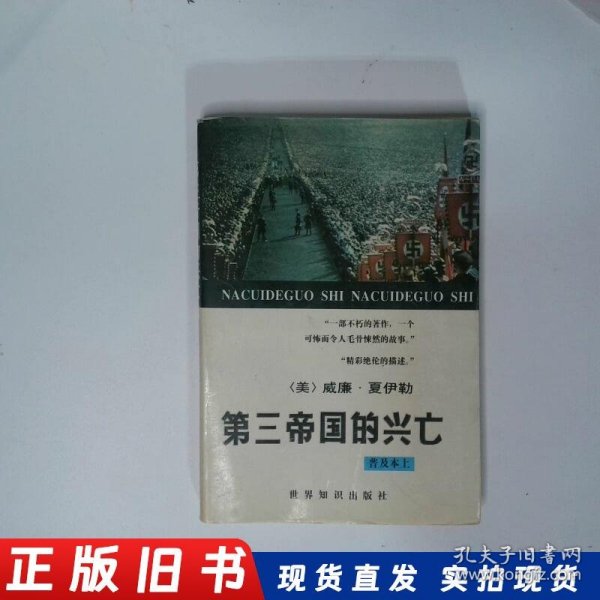 NACUIDEGUO SHI NACUIDEGUO SHI
“一部不朽的著作，一个
可怖而令人毛骨悚然的故事。”
“精彩绝伦的描述。”
〈美〉威廉·夏伊勒
第三帝国的兴亡
普及本上
世界知识出版社
孔夫子旧书网
www.kongfz.com
正版旧书
现货直发 实拍现货